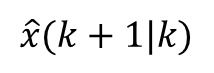 x̂(k + 1|k)